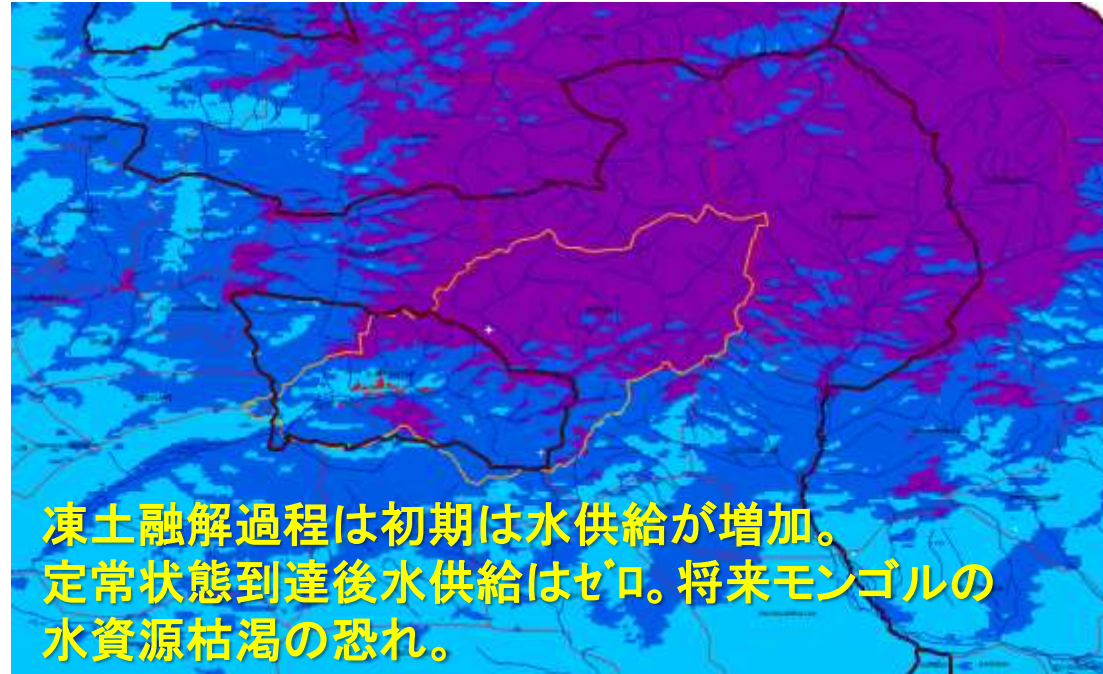 凍土融解過程は初期は水供給が増加。
定常状態到達後水供給はｾﾞﾛ。将来モンゴルの
水資源枯渇の恐れ。